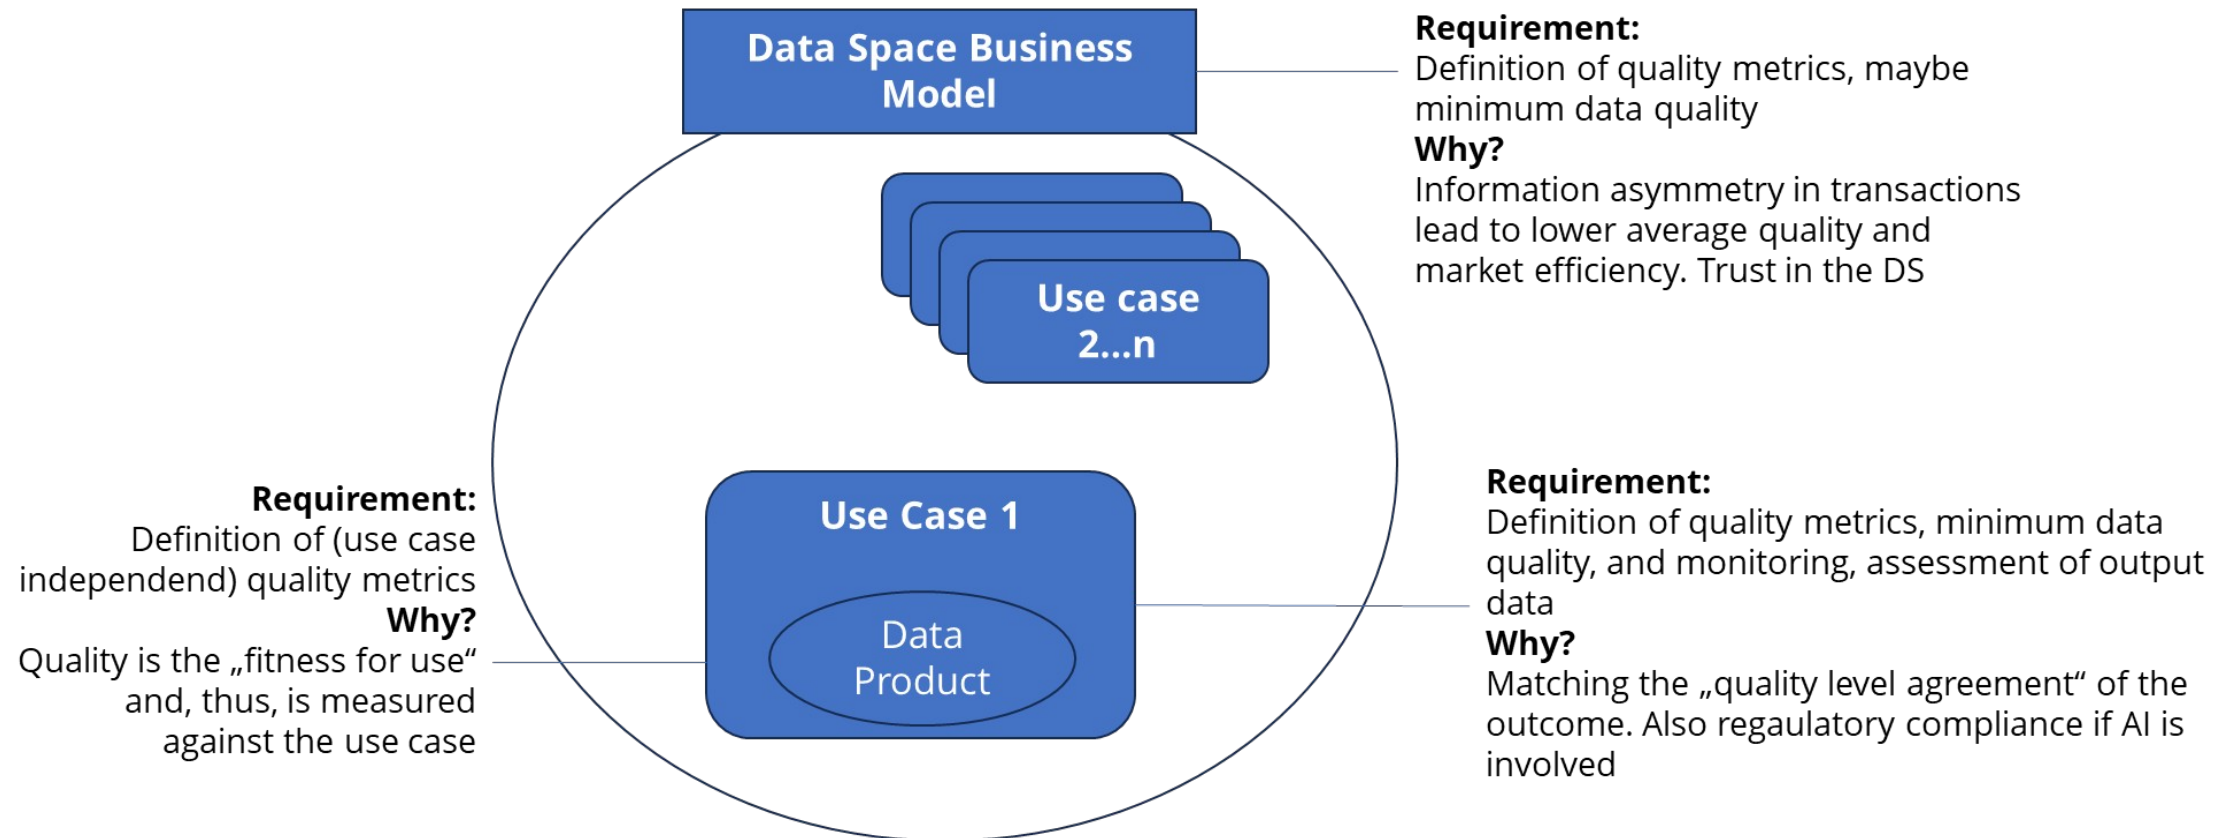 Data Space Business
Model
Requirement:
Definition of quality metrics, maybe
minimum data quality
Why?
Information asymmetry in transactions
lead to lower average quality and
market efficiency. Trust in the DS
Use case
2...n
Requirement:
Definition of (use case
independend) quality metrics
Why?
Quality is the „fitness for use“
and, thus, is measured
against the use case
Use Case 1
Data
Product
Requirement:
Definition of quality metrics, minimum data
quality, and monitoring, assessment of output
data
Why?
Matching the „quality level agreement“ of the
outcome. Also regaulatory compliance if AI is
involved